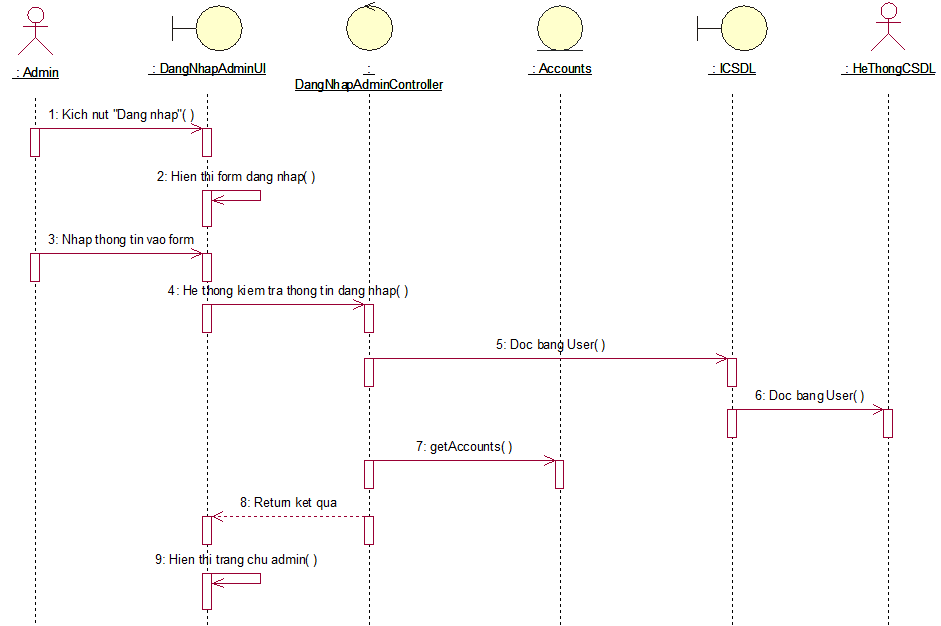 : Admin
: DangNhapAdminUI
:
DangNhapAdminController
: Accounts
: ICSDL
: HeThongCSDL
1: Kich nut "Dang nhap"( )
2: Hien thi form dang nhap( )
3: Nhap thong tin vao form
4: He thong kiem tra thong tin dang nhap( )
5: Doc bang User( )
6: Doc bang User( )
7: getAccounts( )
8: Return ket qua
9: Hien thi trang chu admin( )